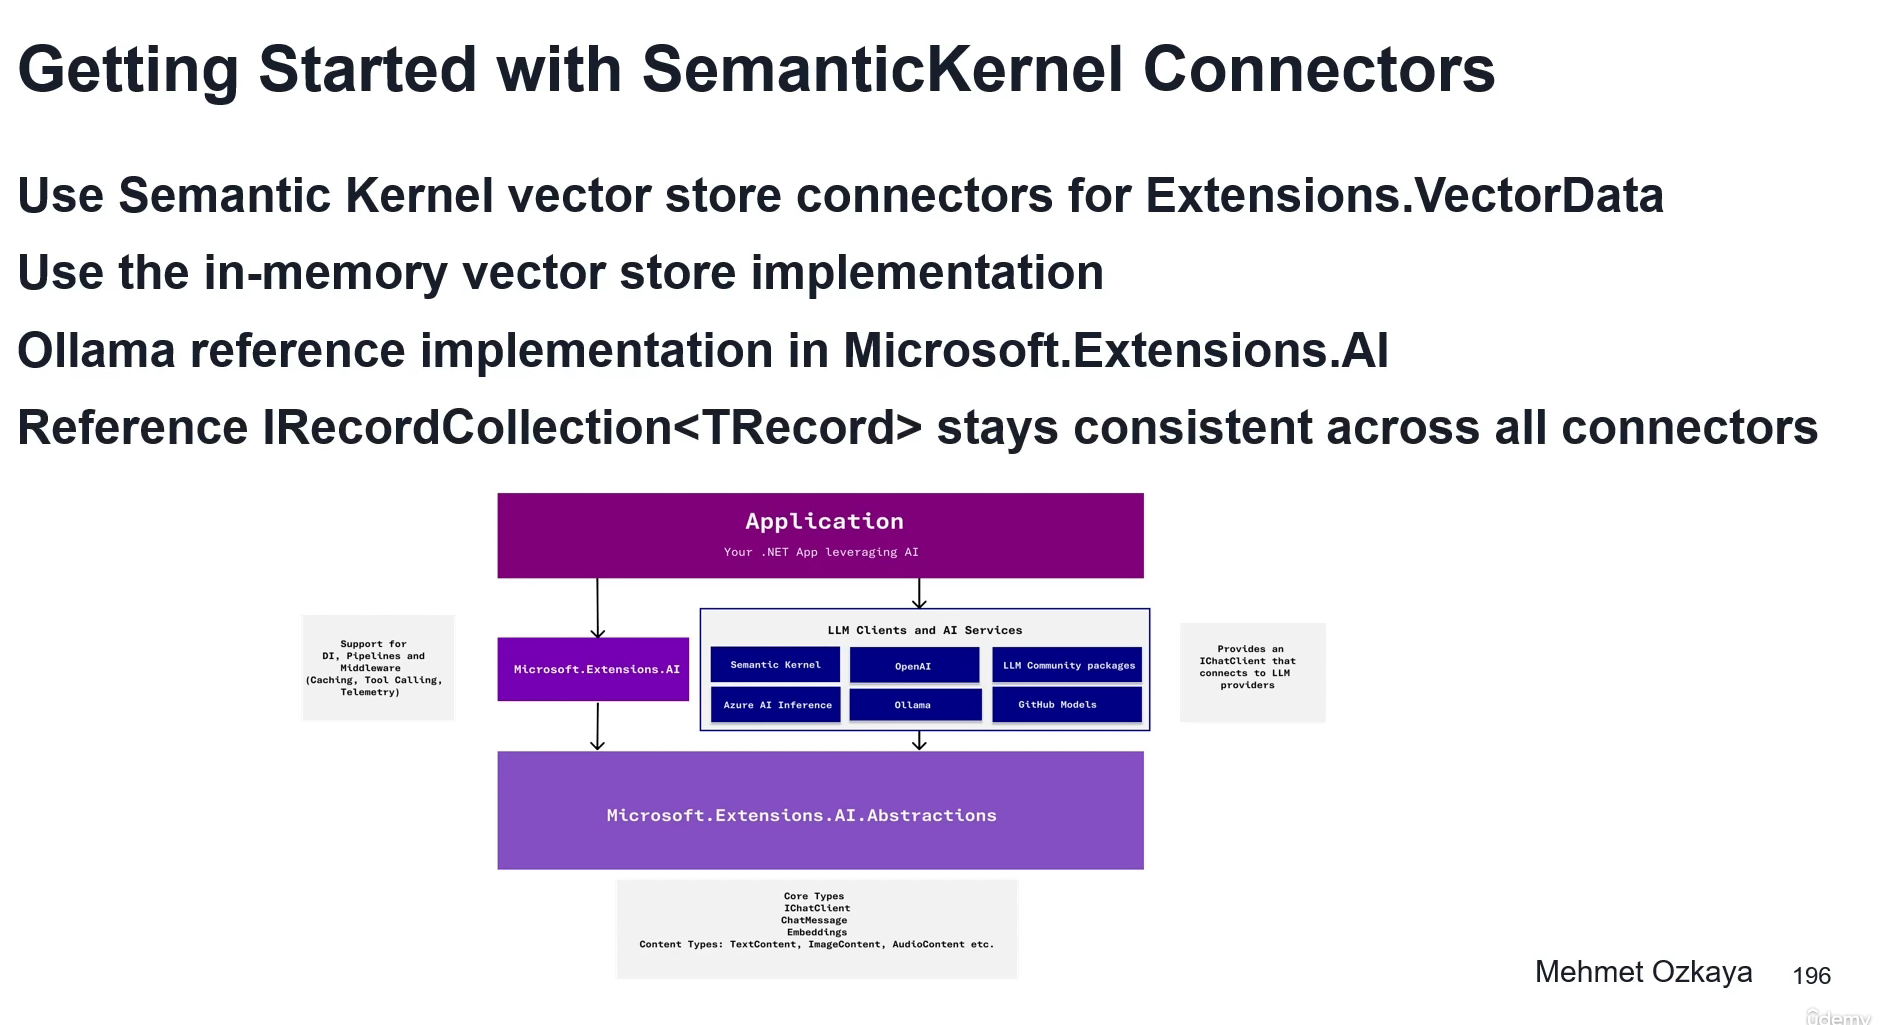 Getting Started with SemanticKernel Connectors
Use Semantic Kernel vector store connectors for Extensions.VectorData
Use the in-memory vector store implementation
Ollama reference implementation in Microsoft.Extensions.AI
Reference IRecordCollection<TRecord> stays consistent across all connectors
Application
Your .NET App leveraging AI
Support for
DI, Pipelines and
Middleware
(Caching, Tool Calling,
Telemetry)
Microsoft.Extensions.AI
LLM Clients and AI Services
Semantic Kernel
OpenAI
LLM Community packages
Azure AI Inference
Ollama
GitHub Models
Provides an
IChatClient that
connects to LLM
providers
Microsoft.Extensions.AI.Abstractions
Core Types
IChatClient
ChatMessage
Embeddings
Content Types: TextContent, ImageContent, AudioContent etc.
Mehmet Ozkaya
196
udemy